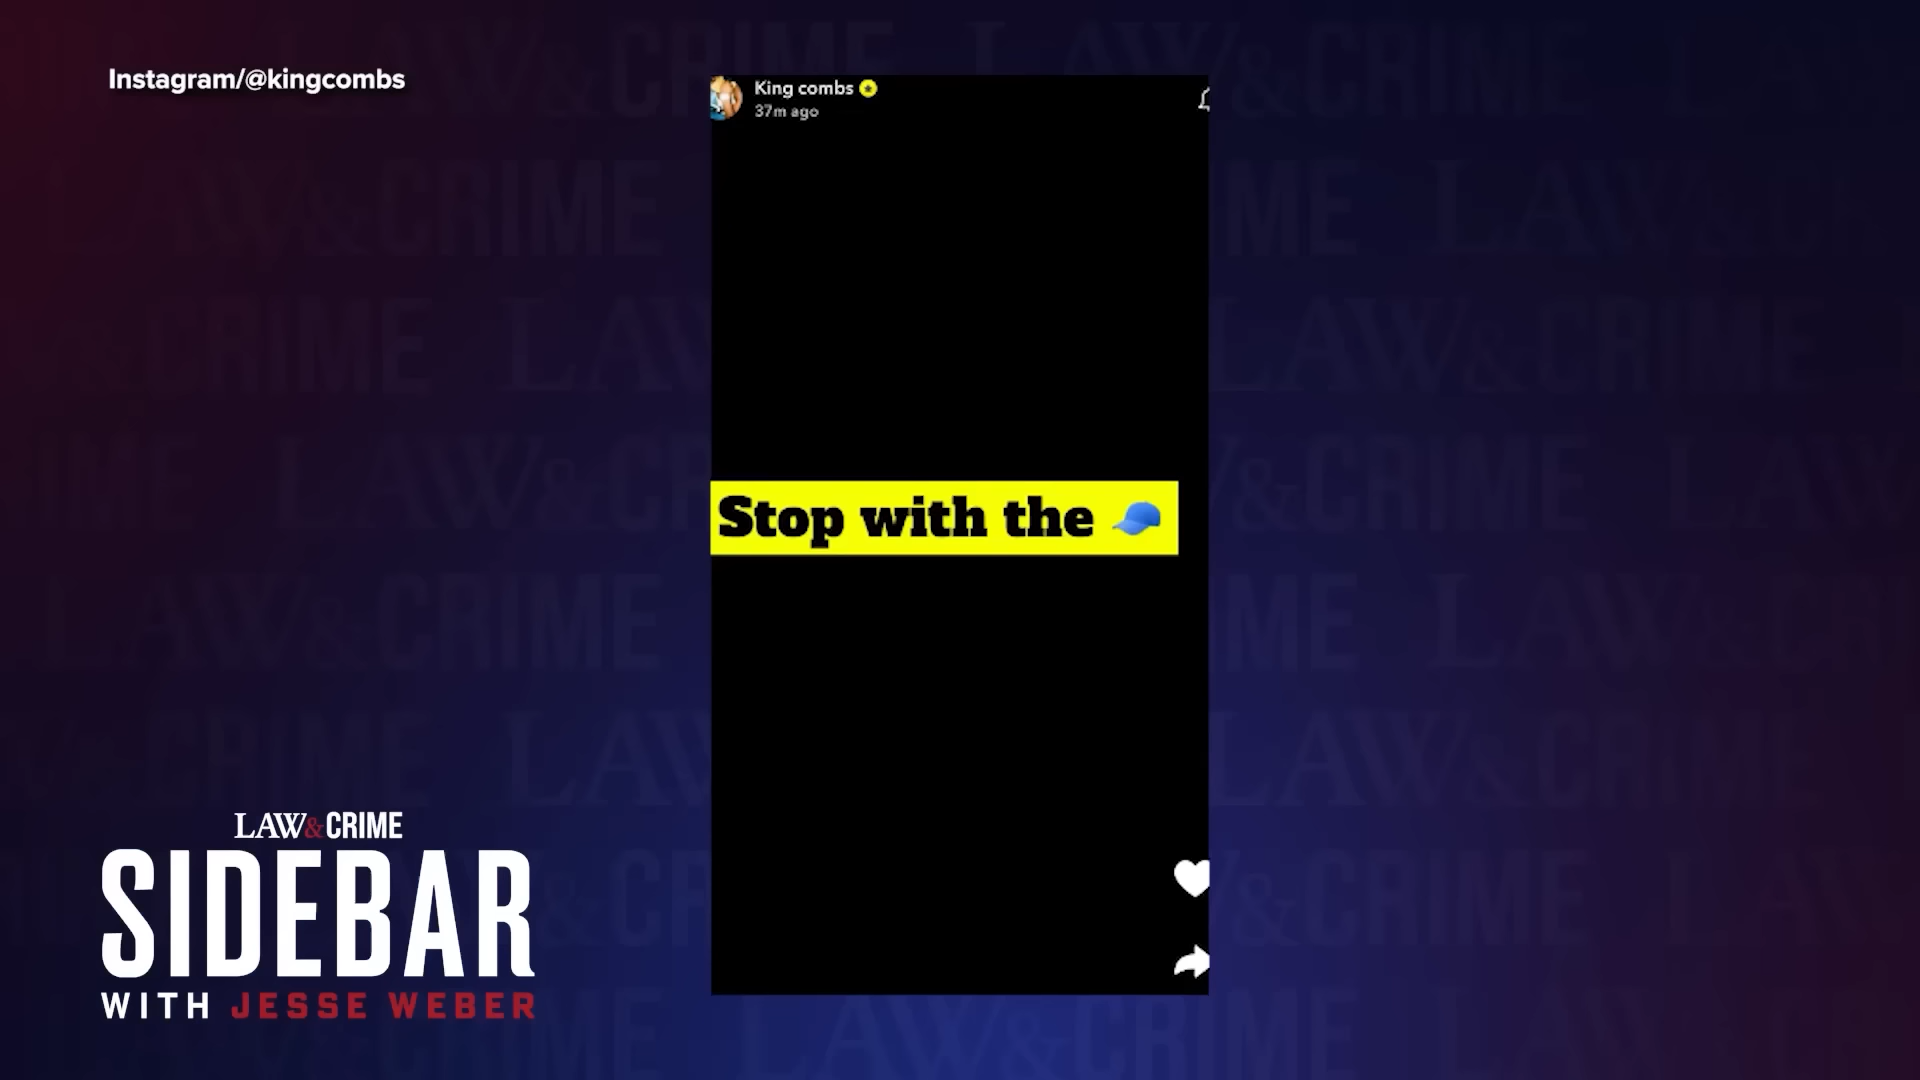 Instagram/@kingcombs
King combs
37m ago
Stop with the 🧢
LAW&CRIME
SIDEBAR
WITH JESSE WEBER